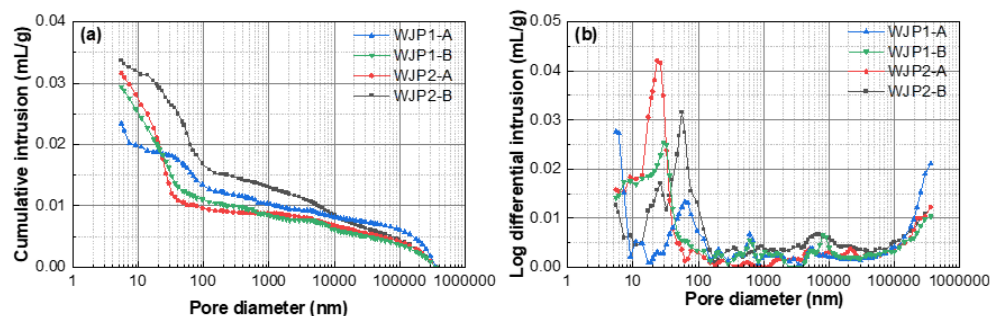 (a)
WJP1-A
WJP1-B
WJP2-A
WJP2-B
Cumulative intrusion (mL/g)
0.04
0.03
0.02
0.01
0.00
1 10 100 1000 10000 100000 1000000
Pore diameter (nm)
(b)
WJP1-A
WJP1-B
WJP2-A
WJP2-B
Log differential intrusion (mL/g)
0.05
0.04
0.03
0.02
0.01
0.00
1 10 100 1000 10000 100000 1000000
Pore diameter (nm)